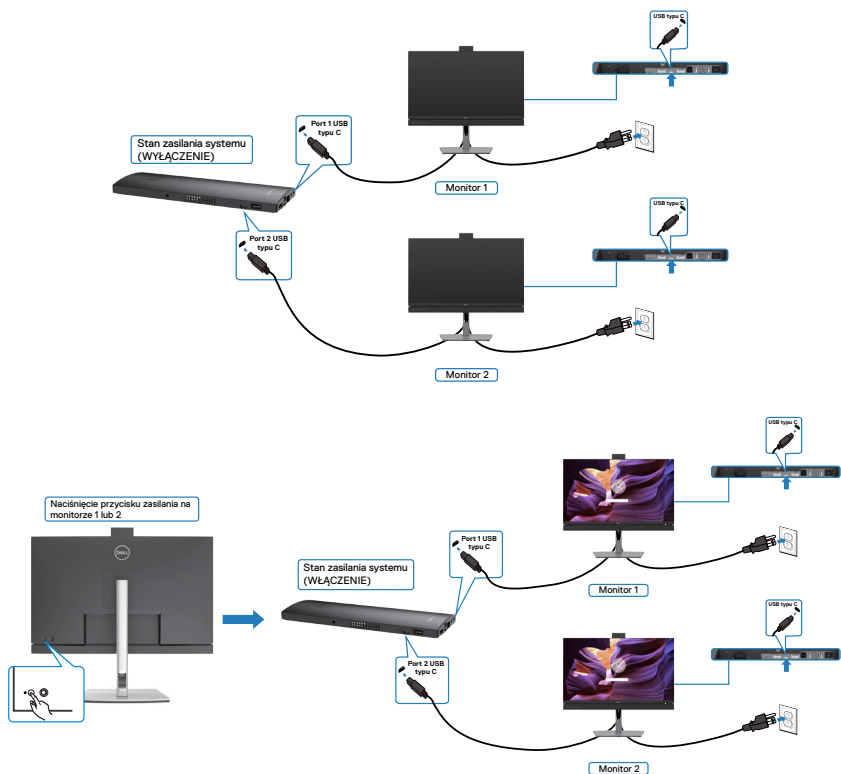 USB typu C
Port 1 USB
typu C
Stan zasilania systemu
(WYŁĄCZENIE)
Monitor 1
USB typu C
Port 2 USB
typu C
Monitor 2
USB typu C
Naciśnięcie przycisku zasilania na
monitorze 1 lub 2
DELL
Port 1 USB
typu C
Stan zasilania systemu
(WŁĄCZENIE)
Monitor 1
USB typu C
Port 2 USB
typu C
Monitor 2